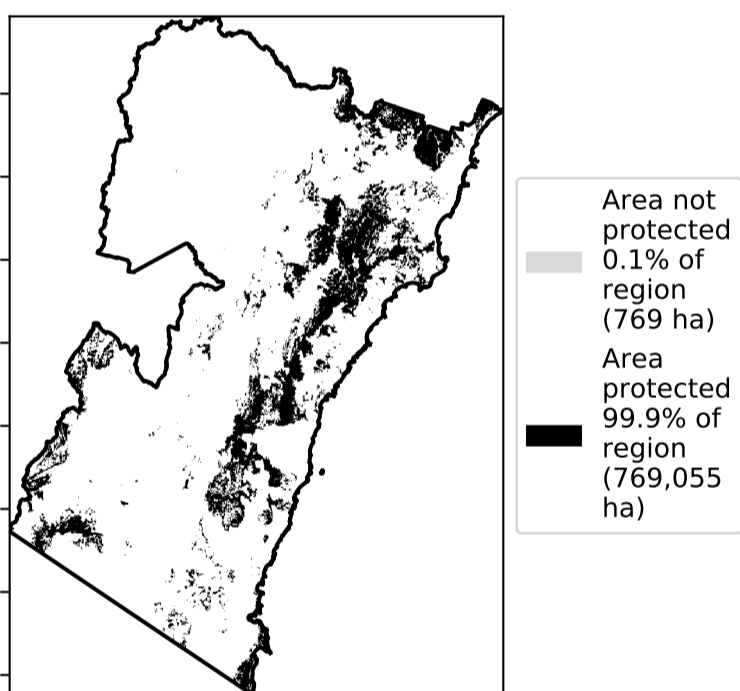 Area not
protected
0.1% of
region
(769 ha)
Area
protected
99.9% of
region
(769,055
ha)